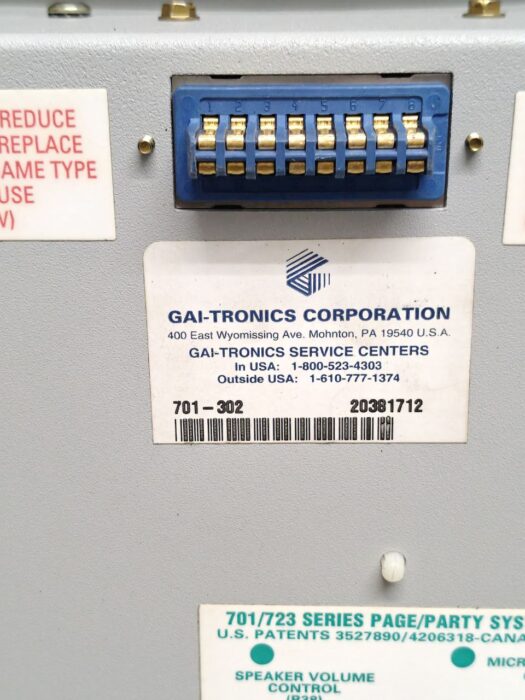 1 2 3 4 5 6 7 8
REDUCE
REPLACE
SAME TYPE
USE
V)
GAI-TRONICS CORPORATION
400 East Wyomissing Ave. Mohnton, PA 19540 U.S.A.
GAI-TRONICS SERVICE CENTERS
In USA: 1-800-523-4303
Outside USA: 1-610-777-1374
701-302 20381712
701/723 SERIES PAGE/PARTY SYS
U.S. PATENTS 3527890/4206318-CANA
MICR
SPEAKER VOLUME
CONTROL
(R38)